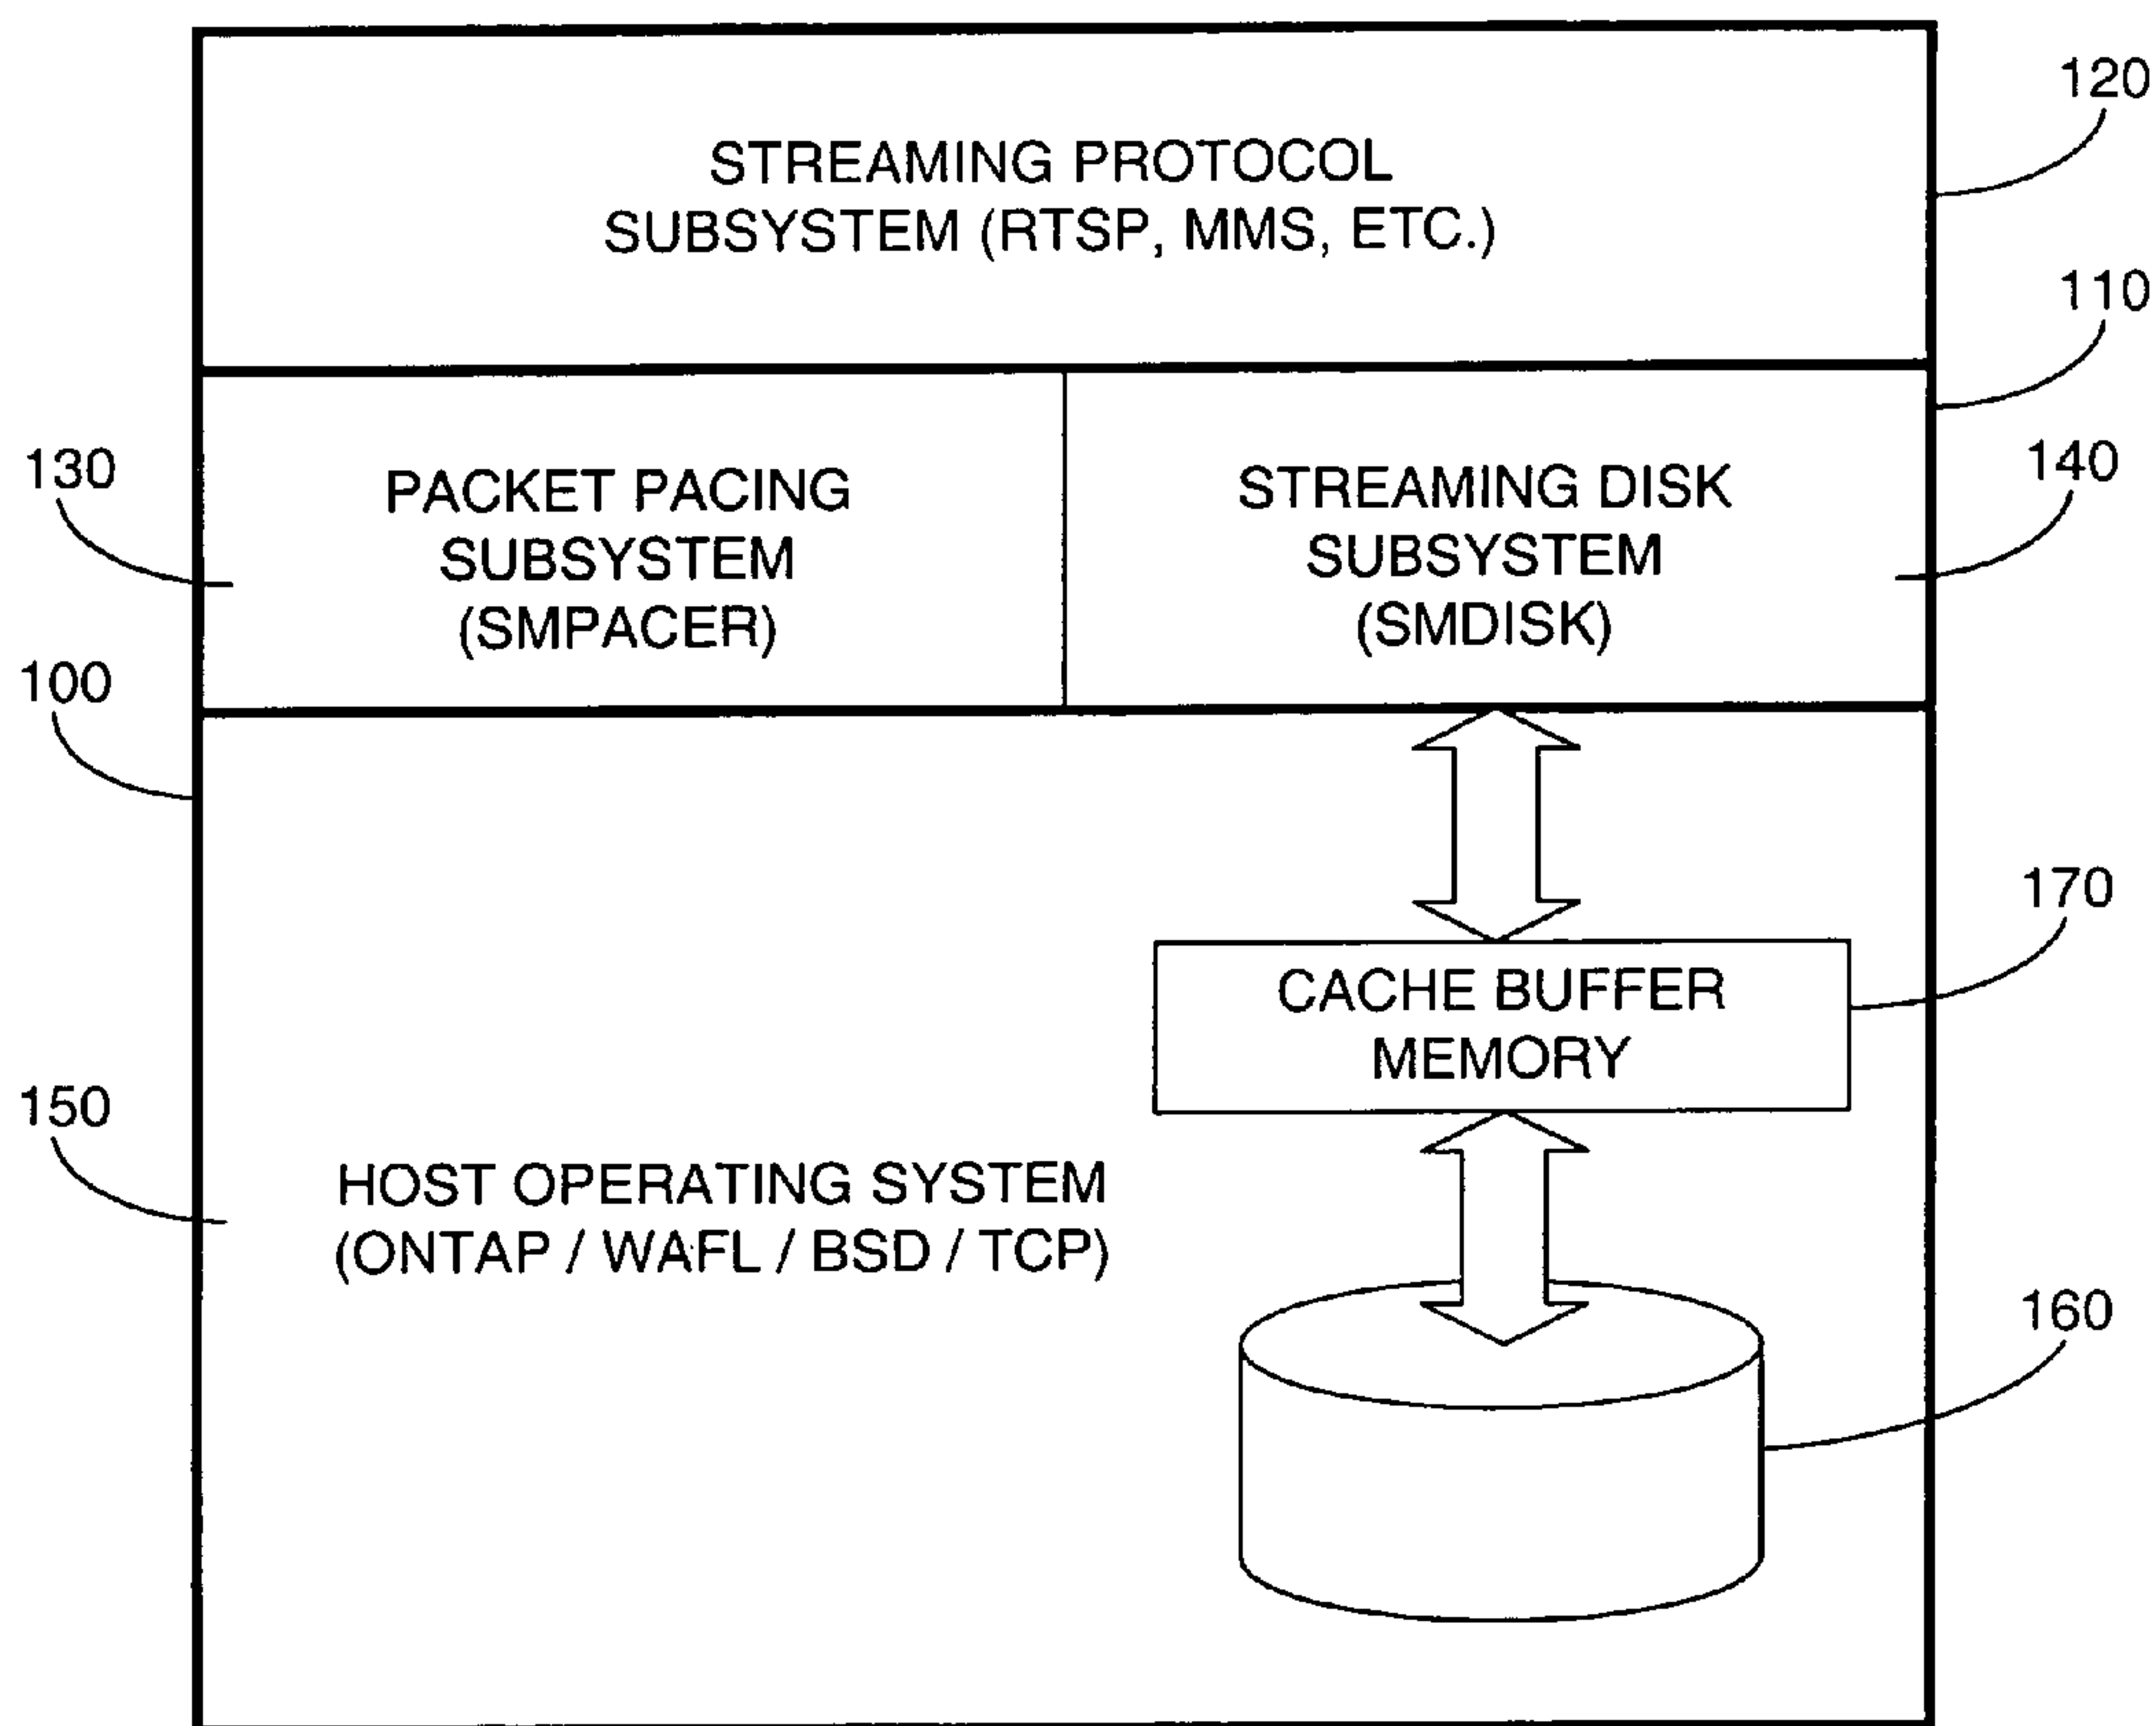 120
STREAMING PROTOCOL
SUBSYSTEM (RTSP, MMS, ETC.)
110
130
PACKET PACING
SUBSYSTEM
(SMPACER)
STREAMING DISK
SUBSYSTEM
(SMDISK)
140
100
170
CACHE BUFFER
MEMORY
150
HOST OPERATING SYSTEM
(ONTAP / WAFL / BSD / TCP)
160